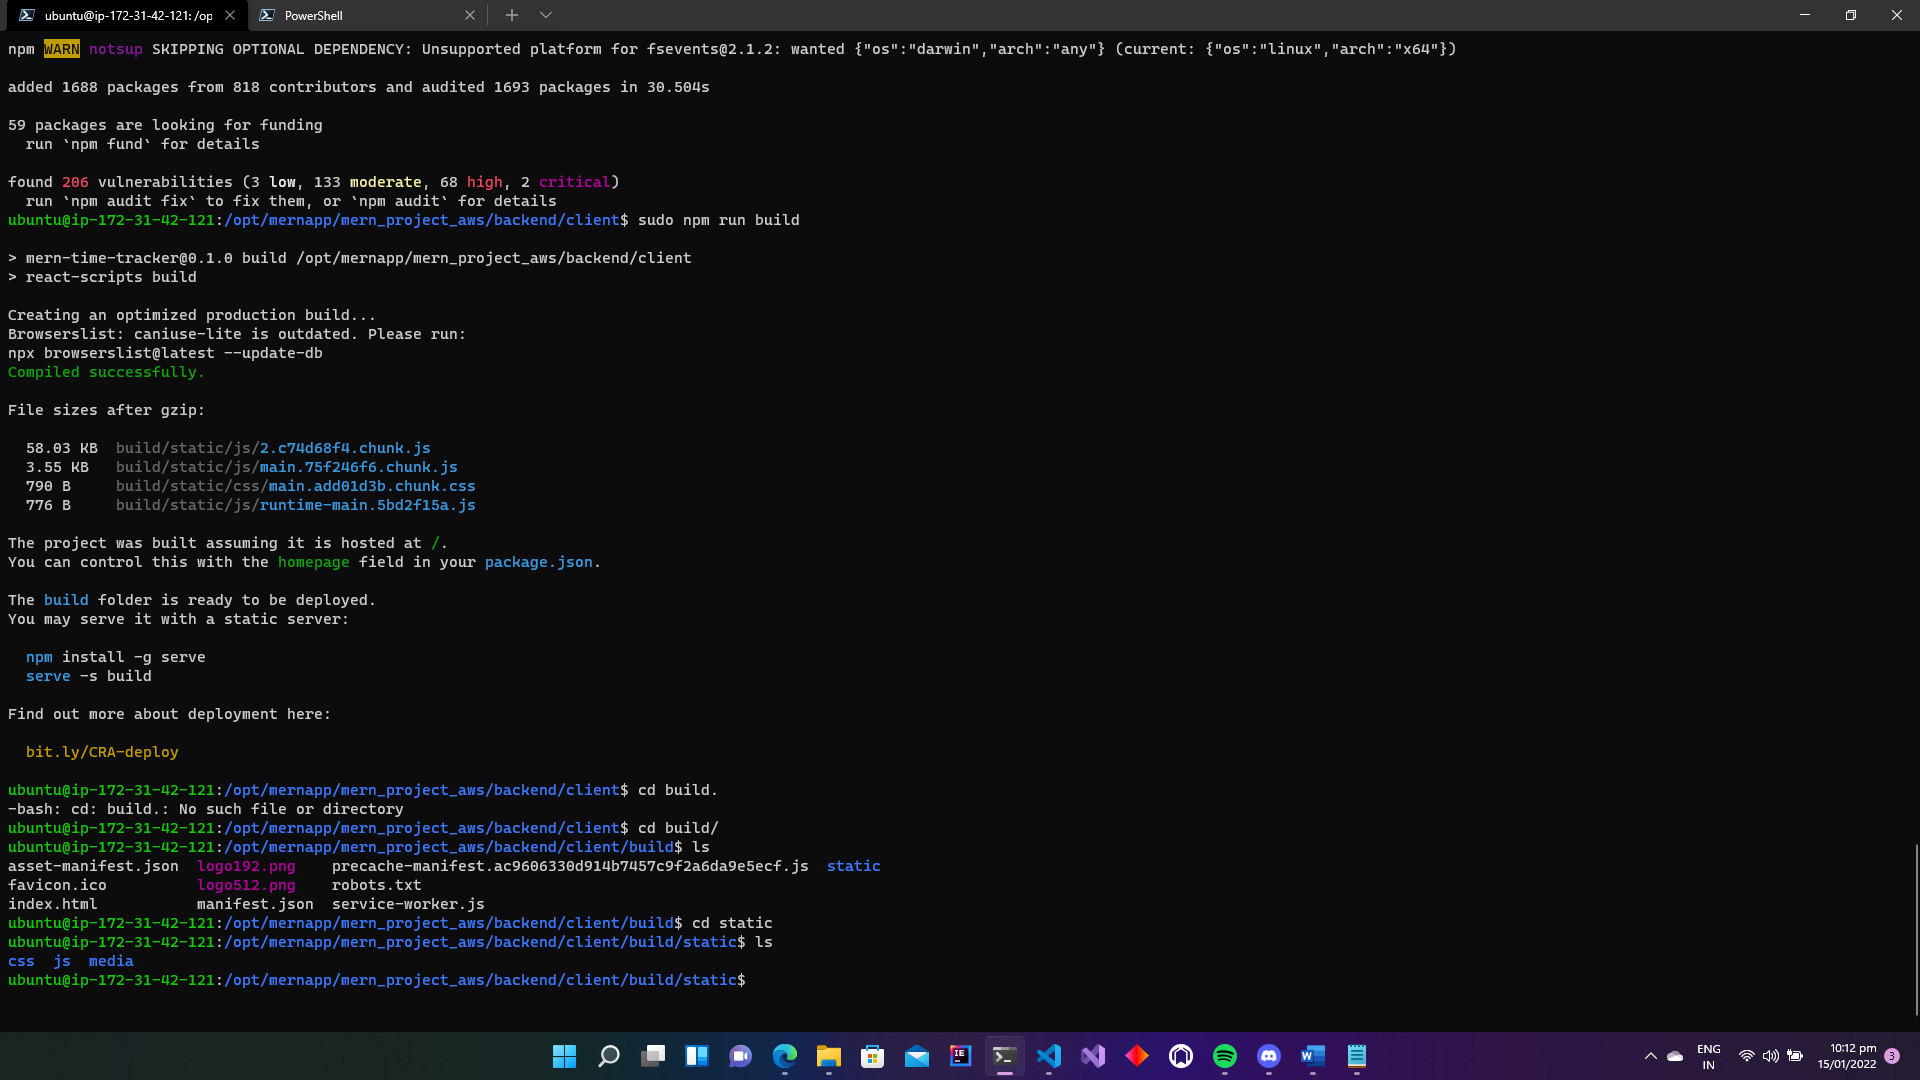 ubuntu@ip-172-31-42-121: /op
PowerShell
npm WARN notsup SKIPPING OPTIONAL DEPENDENCY: Unsupported platform for fsevents@2.1.2: wanted {"os":"darwin","arch":"any"} (current: {"os":"linux","arch":"x64"})
added 1688 packages from 818 contributors and audited 1693 packages in 30.504s
59 packages are looking for funding
  run `npm fund` for details
found 206 vulnerabilities (3 low, 133 moderate, 68 high, 2 critical)
  run `npm audit fix` to fix them, or `npm audit` for details
ubuntu@ip-172-31-42-121:/opt/mernapp/mern_project_aws/backend/client$ sudo npm run build
> mern-time-tracker@0.1.0 build /opt/mernapp/mern_project_aws/backend/client
> react-scripts build
Creating an optimized production build...
Browserslist: caniuse-lite is outdated. Please run:
npx browserslist@latest --update-db
Compiled successfully.
File sizes after gzip:
  58.03 KB  build/static/js/2.c74d68f4.chunk.js
  3.55 KB   build/static/js/main.75f246f6.chunk.js
  790 B     build/static/css/main.add01d3b.chunk.css
  776 B     build/static/js/runtime-main.5bd2f15a.js
The project was built assuming it is hosted at /.
You can control this with the homepage field in your package.json.
The build folder is ready to be deployed.
You may serve it with a static server:
  npm install -g serve
  serve -s build
Find out more about deployment here:
  bit.ly/CRA-deploy
ubuntu@ip-172-31-42-121:/opt/mernapp/mern_project_aws/backend/client$ cd build.
-bash: cd: build.: No such file or directory
ubuntu@ip-172-31-42-121:/opt/mernapp/mern_project_aws/backend/client$ cd build/
ubuntu@ip-172-31-42-121:/opt/mernapp/mern_project_aws/backend/client/build$ ls
asset-manifest.json  logo192.png    precache-manifest.ac9606330d914b7457c9f2a6da9e5ecf.js  static
favicon.ico          logo512.png    robots.txt
index.html           manifest.json  service-worker.js
ubuntu@ip-172-31-42-121:/opt/mernapp/mern_project_aws/backend/client/build$ cd static
ubuntu@ip-172-31-42-121:/opt/mernapp/mern_project_aws/backend/client/build/static$ ls
css  js  media
ubuntu@ip-172-31-42-121:/opt/mernapp/mern_project_aws/backend/client/build/static$
ENG
IN
10:12 pm
15/01/2022
3